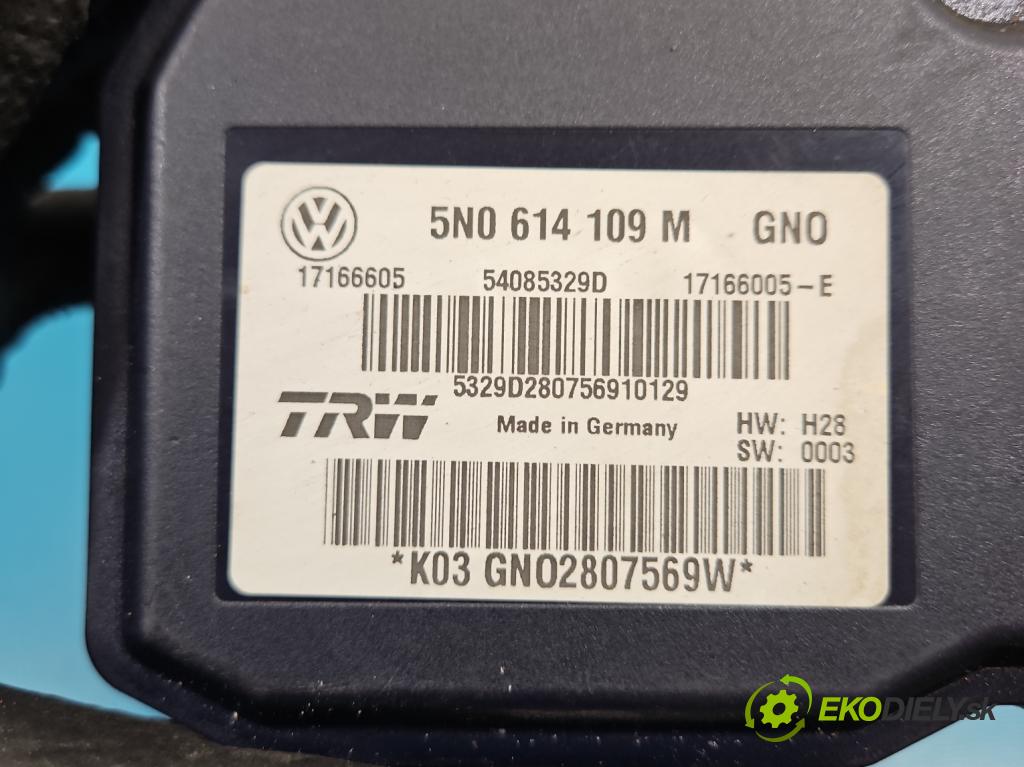 5N0 614 109 M GNO
17166605 54085329D 17166005-E
5329D280756910129
TRW Made in Germany HW: H28
SW: 0003
*K03 GNO2807569W*
EKODIELY.sk